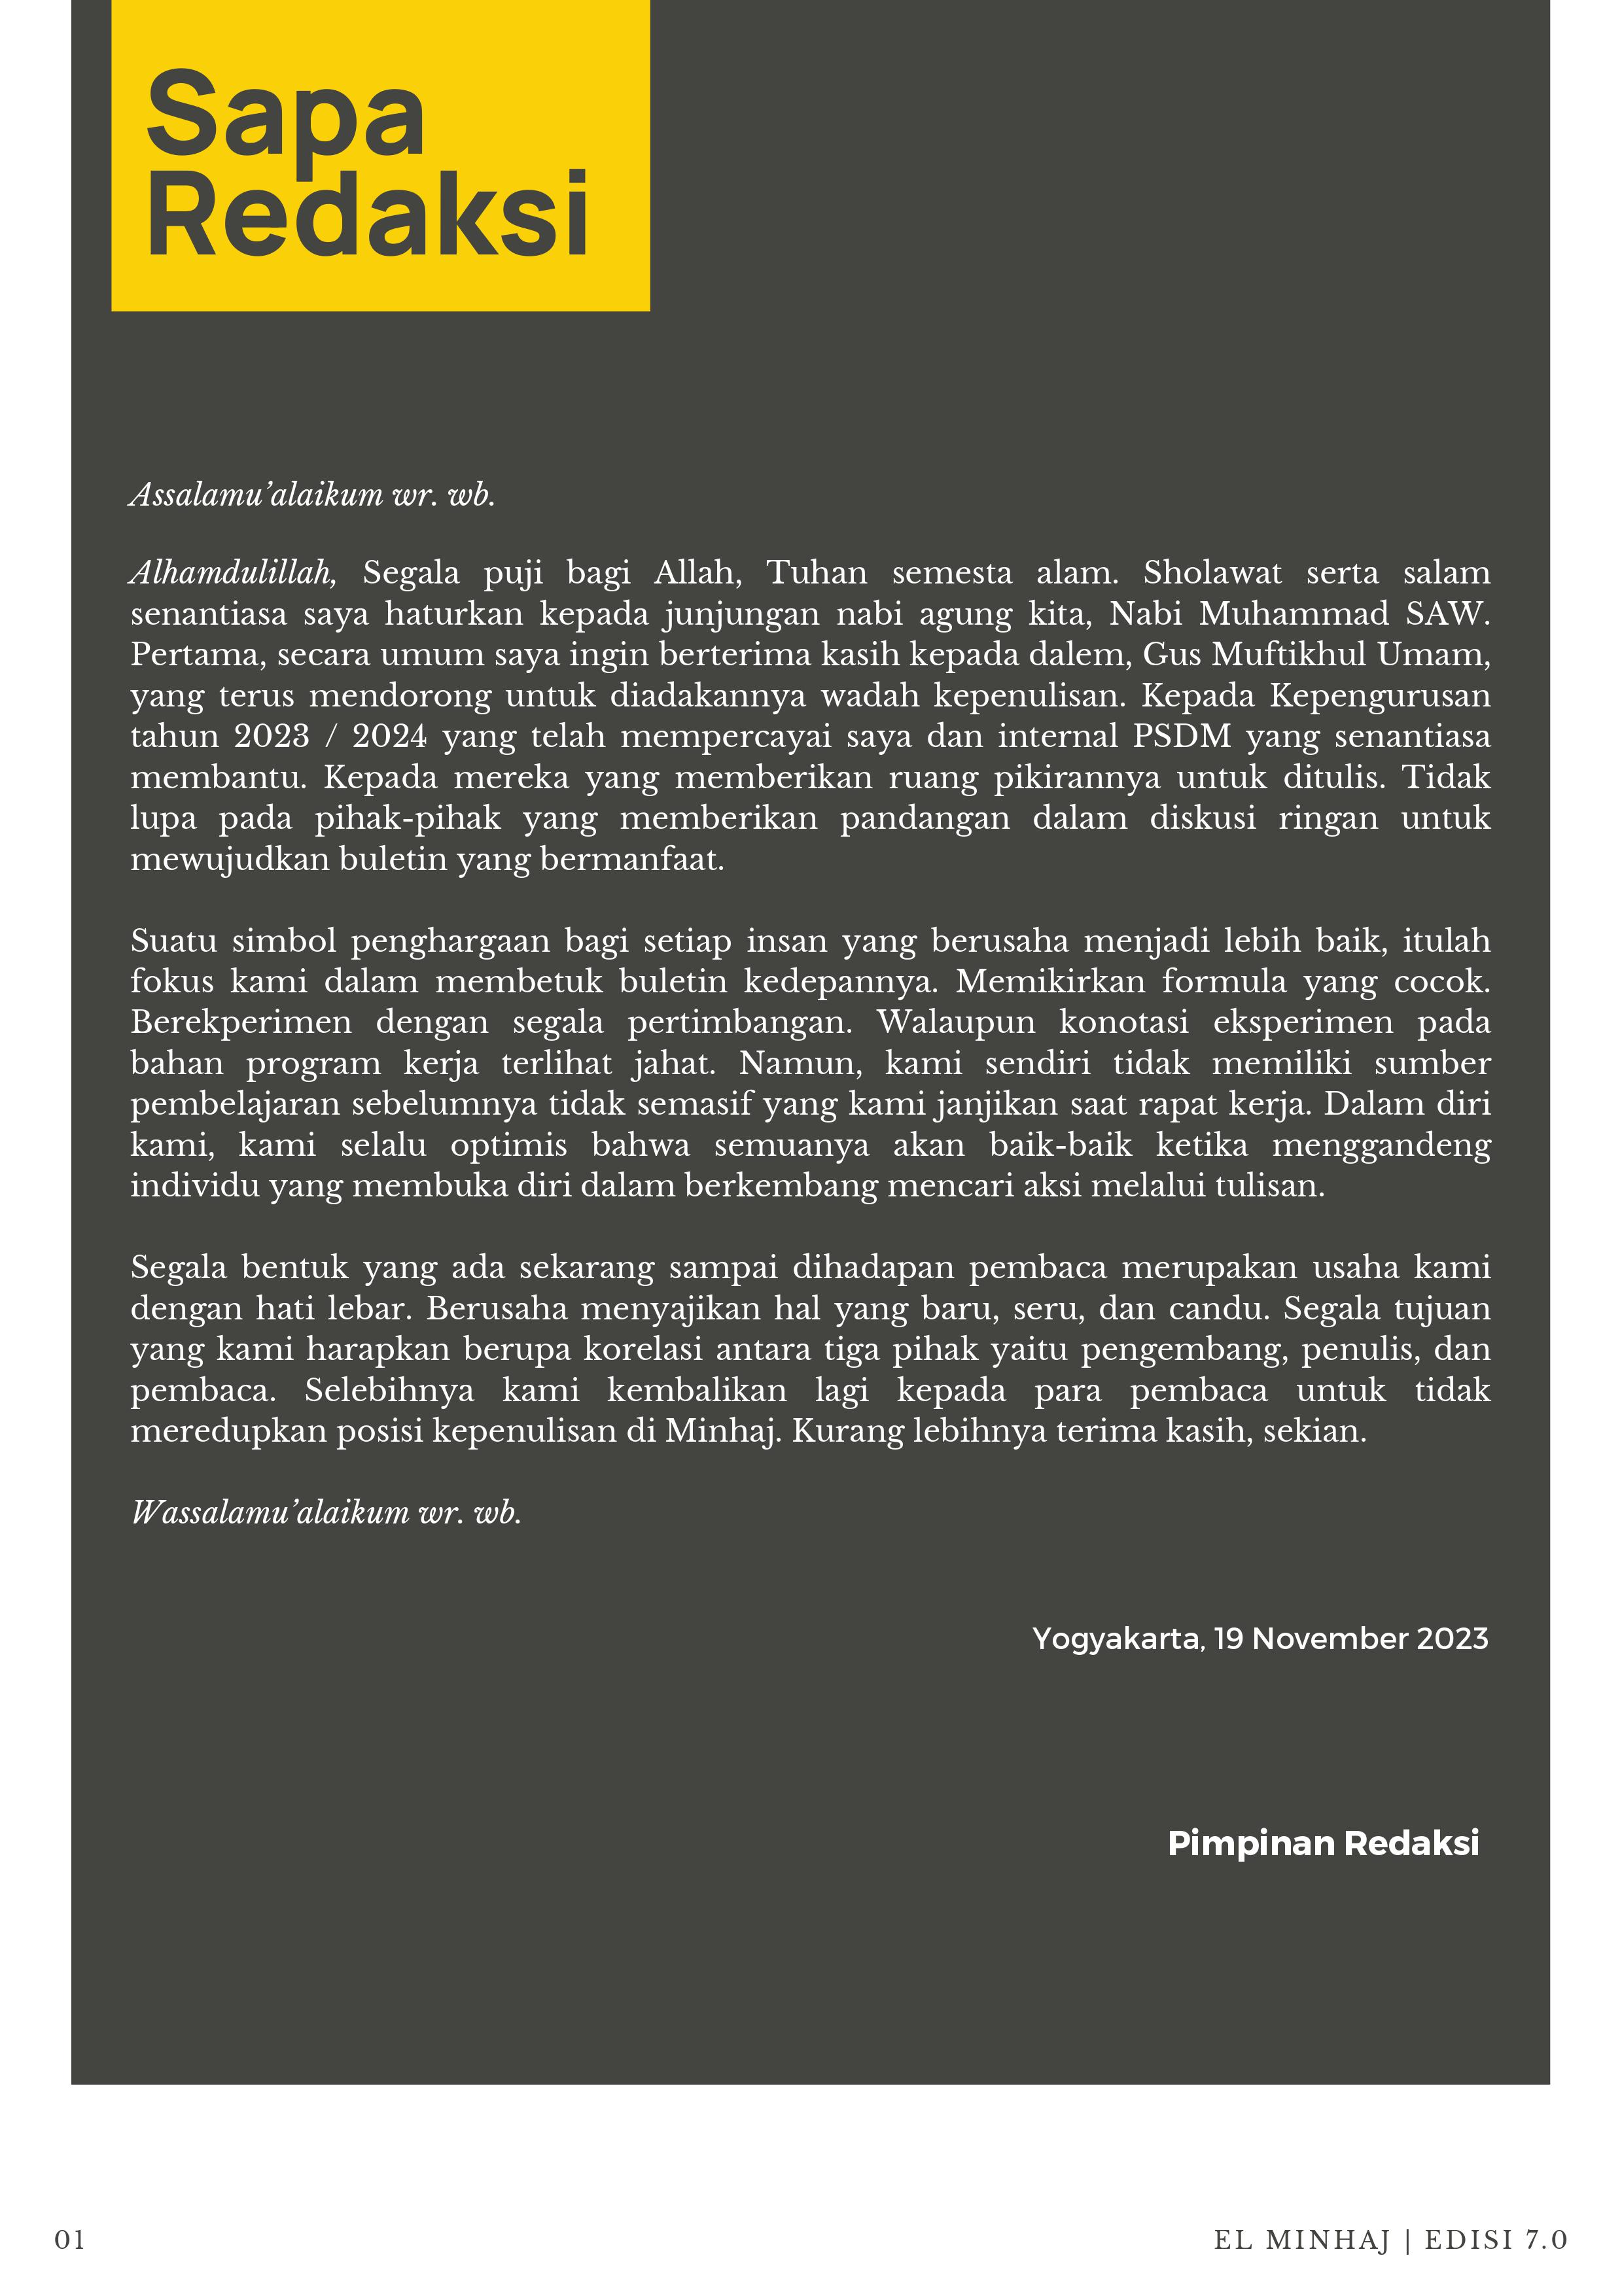 Sapa
Redaksi
Assalamu’alaikum wr. wb.
Alhamdulillah, Segala puji bagi Allah, Tuhan semesta alam. Sholawat serta salam
senantiasa saya haturkan kepada junjungan nabi agung kita, Nabi Muhammad SAW.
Pertama, secara umum saya ingin berterima kasih kepada dalem, Gus Muftikhul Umam,
yang terus mendorong untuk diadakannya wadah kepenulisan. Kepada Kepengurusan
tahun 2023 / 2024 yang telah mempercayai saya dan internal PSDM yang senantiasa
membantu. Kepada mereka yang memberikan ruang pikirannya untuk ditulis. Tidak
lupa pada pihak-pihak yang memberikan pandangan dalam diskusi ringan untuk
mewujudkan buletin yang bermanfaat.
Suatu simbol penghargaan bagi setiap insan yang berusaha menjadi lebih baik, itulah
fokus kami dalam membetuk buletin kedepannya. Memikirkan formula yang cocok.
Berekperimen dengan segala pertimbangan. Walaupun konotasi eksperimen pada
bahan program kerja terlihat jahat. Namun, kami sendiri tidak memiliki sumber
pembelajaran sebelumnya tidak semasif yang kami janjikan saat rapat kerja. Dalam diri
kami, kami selalu optimis bahwa semuanya akan baik-baik ketika menggandeng
individu yang membuka diri dalam berkembang mencari aksi melalui tulisan.
Segala bentuk yang ada sekarang sampai dihadapan pembaca merupakan usaha kami
dengan hati lebar. Berusaha menyajikan hal yang baru, seru, dan candu. Segala tujuan
yang kami harapkan berupa korelasi antara tiga pihak yaitu pengembang, penulis, dan
pembaca. Selebihnya kami kembalikan lagi kepada para pembaca untuk tidak
meredupkan posisi kepenulisan di Minhaj. Kurang lebihnya terima kasih, sekian.
Wassalamu’alaikum wr. wb.
Yogyakarta, 19 November 2023
Pimpinan Redaksi
01
EL MINHAJ | EDISI 7.0